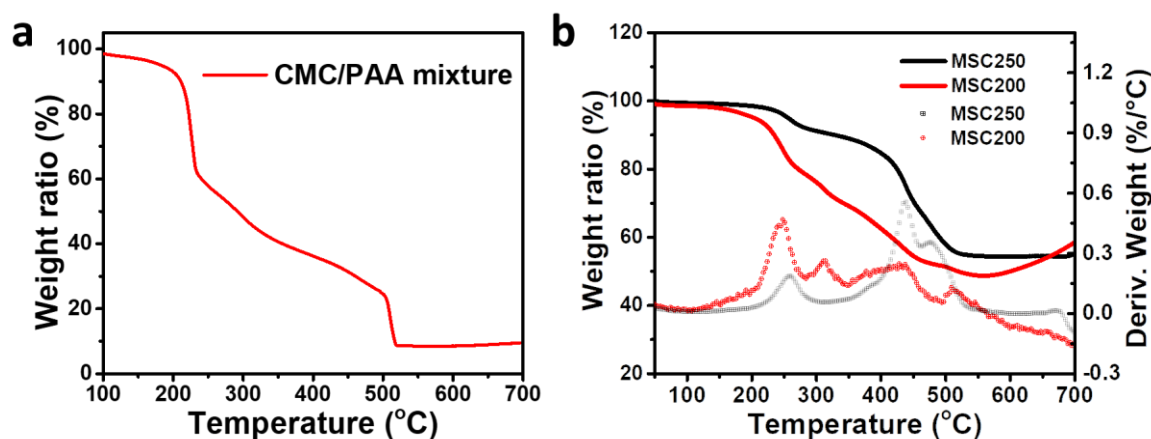 a
Weight ratio (%)
100
80
60
40
20
0
CMC/PAA mixture
100 200 300 400 500 600 700
Temperature (°C)
b
Weight ratio (%)
120
100
80
60
40
20
MSC250
MSC200
MSC250
MSC200
1.2
0.9
0.6
0.3
0.0
-0.3
Deriv. Weight (%/°C)
100 200 300 400 500 600 700
Temperature (°C)